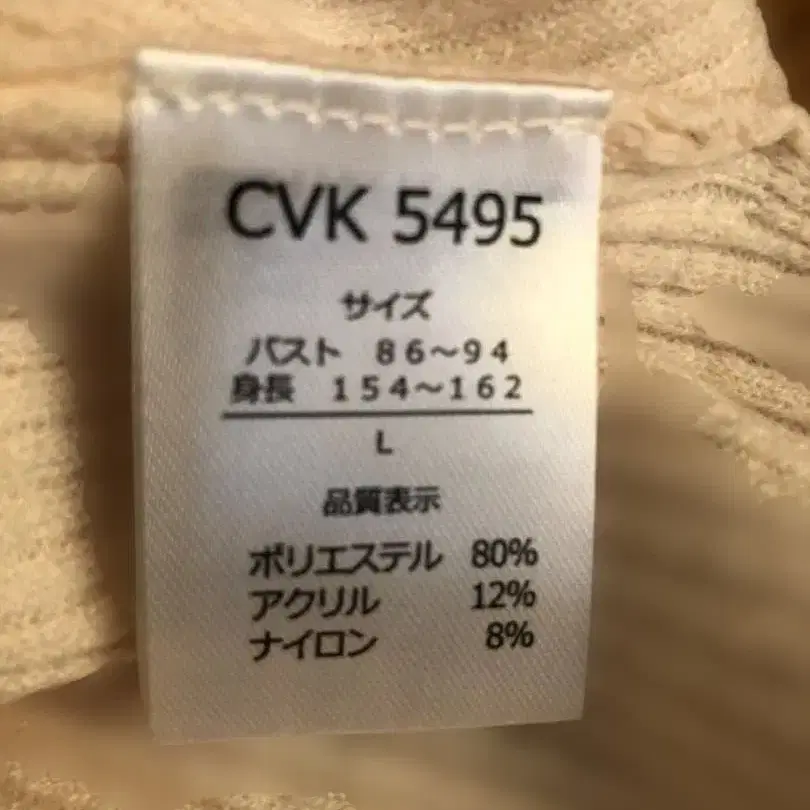 CVK 5495
サイズ
バスト 86～94
身長 154～162
L
品質表示
ポリエステル 80%
アクリル 12%
ナイロン 8%